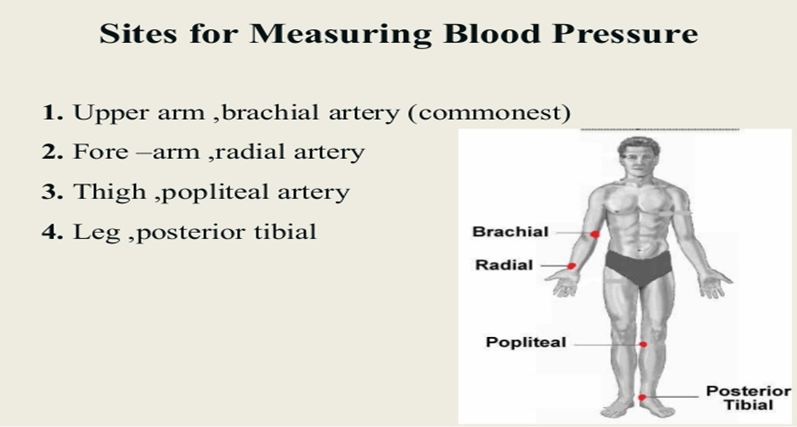 Sites for Measuring Blood Pressure
1. Upper arm ,brachial artery (commonest)
2. Fore –arm ,radial artery
3. Thigh ,popliteal artery
4. Leg ,posterior tibial
Brachial
Radial
Popliteal
Posterior
Tibial